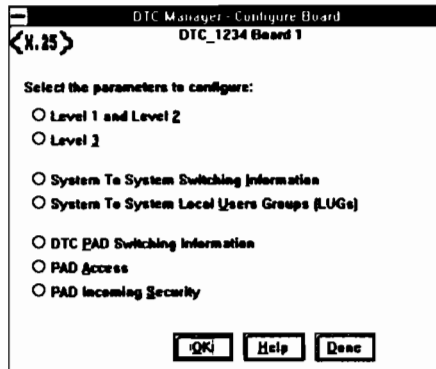 DTC Manager - Configure Board
<X.25>
DTC_1234 Board 1
Select the parameters to configure:
Level 1 and Level 2
Level 3
System To System Switching Information
System To System Local Users Groups (LUGs)
DTC PAD Switching Information
PAD Access
PAD Incoming Security
OK
Help
Done